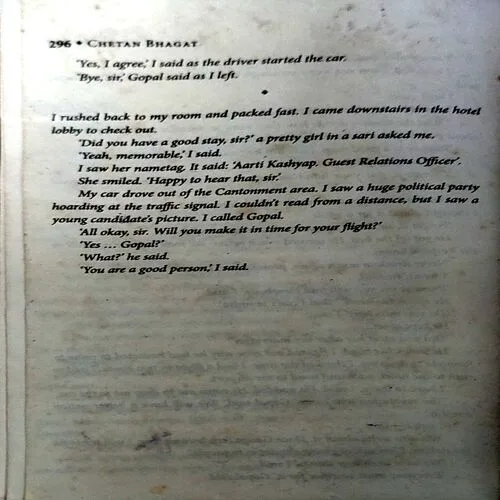 296 • CHETAN BHAGAT
'Yes, I agree,' I said as the driver started the car.
'Bye, sir,' Gopal said as I left.
•
I rushed back to my room and packed fast. I came downstairs in the hotel
lobby to check out.
'Did you have a good stay, sir?' a pretty girl in a sari asked me.
'Yeah, memorable,' I said.
I saw her nametag. It said: 'Aarti Kashyap. Guest Relations Officer'.
She smiled. 'Happy to hear that, sir.'
My car drove out of the Cantonment area. I saw a huge political party
hoarding at the traffic signal. I couldn't read from a distance, but I saw a
young candidate's picture. I called Gopal.
'All okay, sir. Will you make it in time for your flight?'
'Yes ... Gopal?'
'What?' he said.
'You are a good person,' I said.